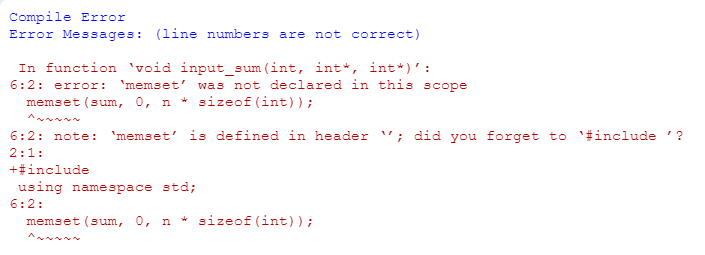 Compile Error
Error Messages: (line numbers are not correct)
In function ‘void input_sum(int, int*, int*)’:
6:2: error: ‘memset’ was not declared in this scope
memset(sum, 0, n * sizeof(int));
^~~~~~
6:2: note: ‘memset’ is defined in header ‘’; did you forget to ‘#include ’?
2:1:
+#include
using namespace std;
6:2:
memset(sum, 0, n * sizeof(int));
^~~~~~